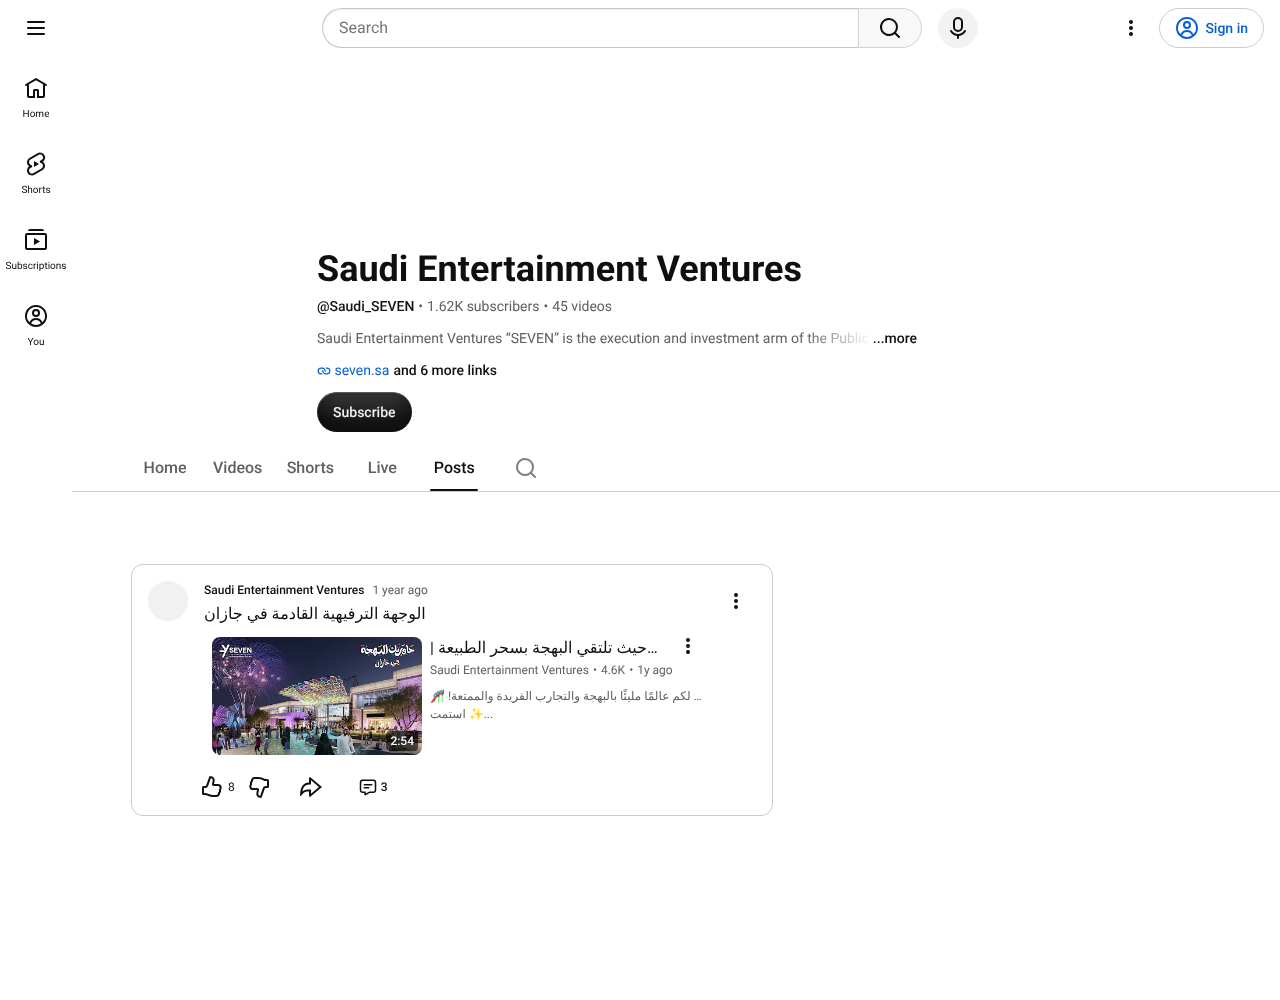 Search
Sign in
Home
Shorts
Subscriptions
You
Saudi Entertainment Ventures
@Saudi_SEVEN • 1.62K subscribers • 45 videos
Saudi Entertainment Ventures “SEVEN” is the execution and investment arm of the Public ...more
seven.sa and 6 more links
Subscribe
Home Videos Shorts Live Posts
Saudi Entertainment Ventures 1 year ago
الوجهة الترفيهية القادمة في جازان
SEVEN
في جازان
2:54
حيث تلتقي البهجة بسحر الطبيعة |...
Saudi Entertainment Ventures • 4.6K • 1y ago
... لكم عالمًا مليئًا بالبهجة والتجارب الفريدة والممتعة! 🎢
استمت ✨...
8
3